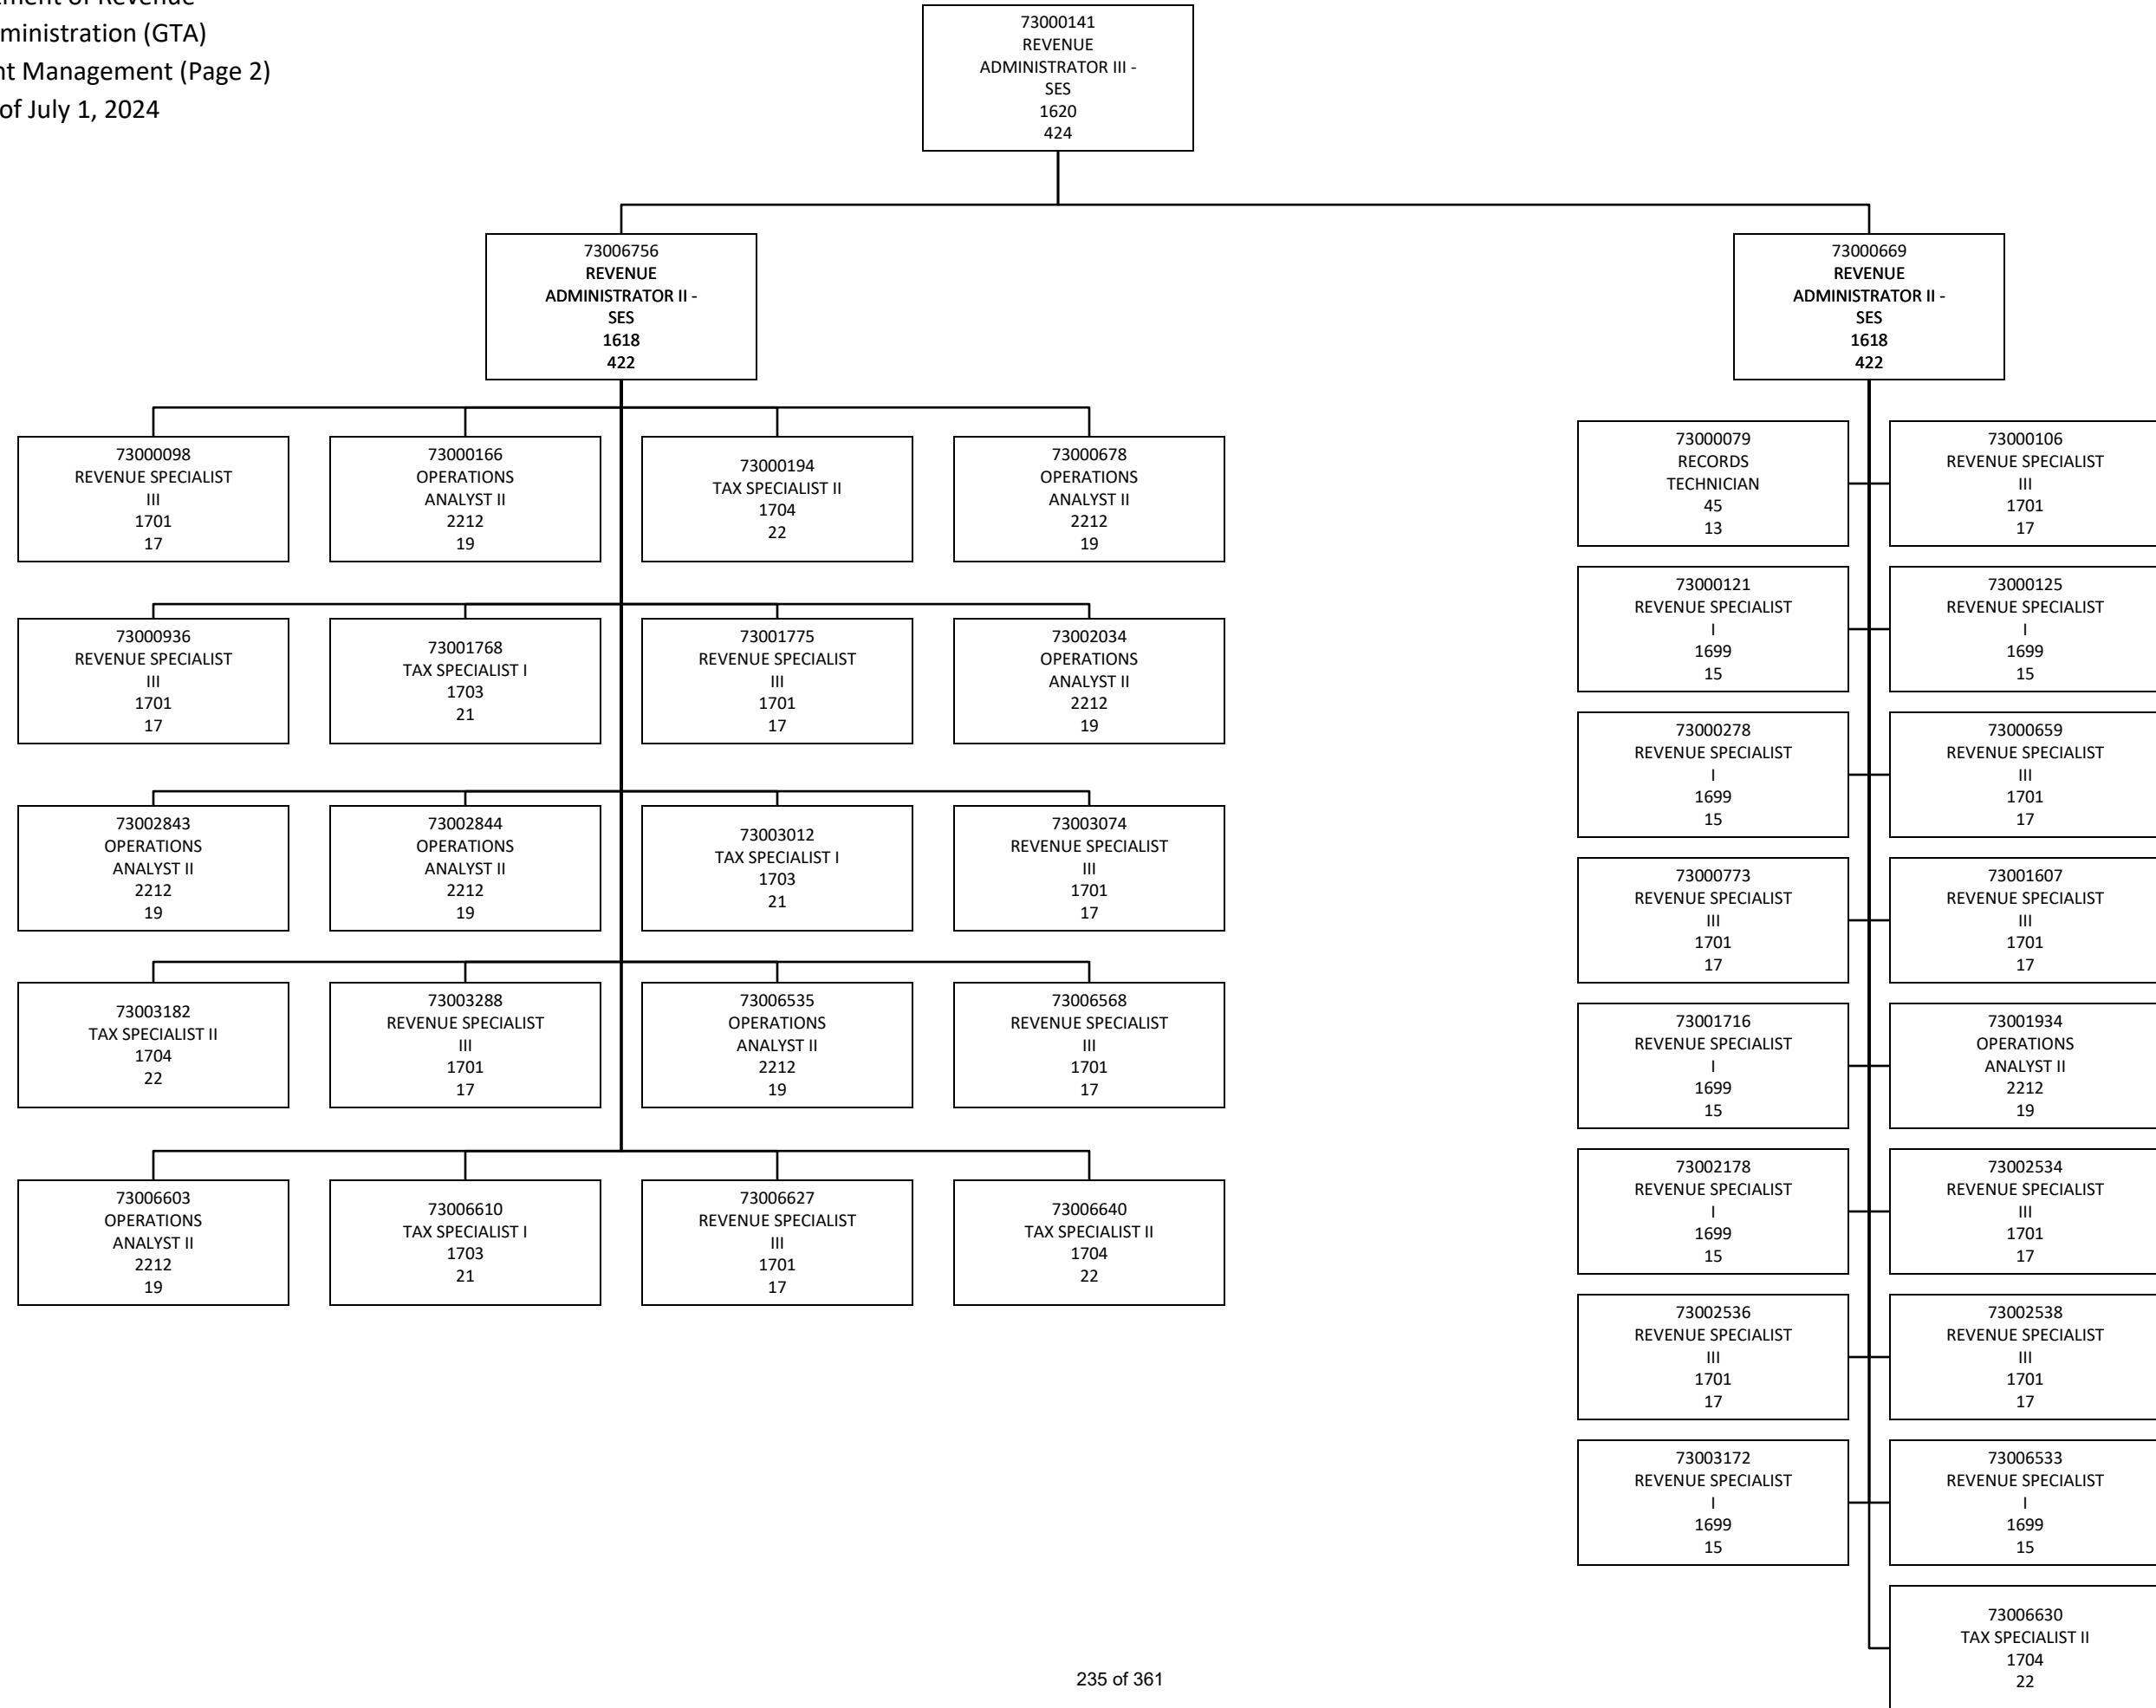 of Revenue
(GTA)
Management (Page 2)
of July 1, 2024
73000141
REVENUE
ADMINISTRATOR III -
SES
1620
424
73006756
REVENUE
ADMINISTRATOR II -
SES
1618
422
73000669
REVENUE
ADMINISTRATOR II -
SES
1618
422
73000098
REVENUE SPECIALIST
III
1701
17
73000166
OPERATIONS
ANALYST II
2212
19
73000194
TAX SPECIALIST II
1704
22
73000678
OPERATIONS
ANALYST II
2212
19
73000936
REVENUE SPECIALIST
III
1701
17
73001768
TAX SPECIALIST I
1703
21
73001775
REVENUE SPECIALIST
III
1701
17
73002034
OPERATIONS
ANALYST II
2212
19
73002843
OPERATIONS
ANALYST II
2212
19
73002844
OPERATIONS
ANALYST II
2212
19
73003012
TAX SPECIALIST I
1703
21
73003074
REVENUE SPECIALIST
III
1701
17
73003182
TAX SPECIALIST II
1704
22
73003288
REVENUE SPECIALIST
III
1701
17
73006535
OPERATIONS
ANALYST II
2212
19
73006568
REVENUE SPECIALIST
III
1701
17
73006603
OPERATIONS
ANALYST II
2212
19
73006610
TAX SPECIALIST I
1703
21
73006627
REVENUE SPECIALIST
III
1701
17
73006640
TAX SPECIALIST II
1704
22
73000079
RECORDS
TECHNICIAN
45
13
73000106
REVENUE SPECIALIST
III
1701
17
73000121
REVENUE SPECIALIST
I
1699
15
73000125
REVENUE SPECIALIST
I
1699
15
73000278
REVENUE SPECIALIST
I
1699
15
73000659
REVENUE SPECIALIST
III
1701
17
73000773
REVENUE SPECIALIST
III
1701
17
73001607
REVENUE SPECIALIST
III
1701
17
73001716
REVENUE SPECIALIST
I
1699
15
73001934
OPERATIONS
ANALYST II
2212
19
73002178
REVENUE SPECIALIST
I
1699
15
73002534
REVENUE SPECIALIST
III
1701
17
73002536
REVENUE SPECIALIST
III
1701
17
73002538
REVENUE SPECIALIST
III
1701
17
73003172
REVENUE SPECIALIST
I
1699
15
73006533
REVENUE SPECIALIST
I
1699
15
73006630
TAX SPECIALIST II
1704
22
235 of 361